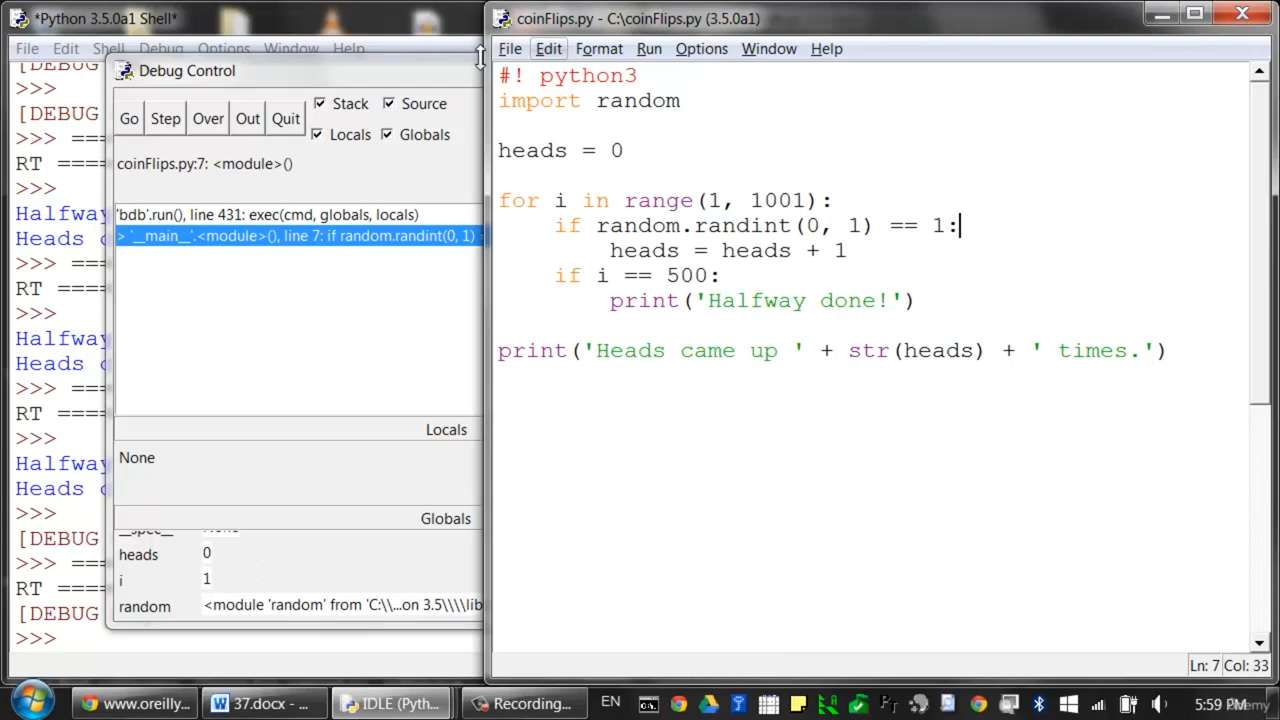 *Python 3.5.0a1 Shell*
File Edit Shell Debug Options Window Help
[DEBUG
>>>
[DEBUG
>>> ===
RT ====
>>>
Halfway
Heads
>>> ===
RT ====
>>>
Halfway
Heads
>>> ===
RT ====
>>>
Halfway
Heads
>>>
[DEBUG
>>> ===
RT ====
[DEBUG
>>>
Debug Control
Go Step Over Out Quit
Stack Source
Locals Globals
coinFlips.py:7: <module>()
'bdb'.run(), line 431: exec(cmd, globals, locals)
> '__main__'.<module>(), line 7: if random.randint(0, 1)
Locals
None
Globals
__spec__ None
heads 0
i 1
random <module 'random' from 'C:\\...on 3.5\\\\lib
coinFlips.py - C:\coinFlips.py (3.5.0a1)
File Edit Format Run Options Window Help
#! python3
import random
heads = 0
for i in range(1, 1001):
if random.randint(0, 1) == 1:
heads = heads + 1
if i == 500:
print('Halfway done!')
print('Heads came up ' + str(heads) + ' times.')
Ln: 7 Col: 33
www.oreilly... 37.docx - ... IDLE (Pyth... Recording... EN 5:59 PM